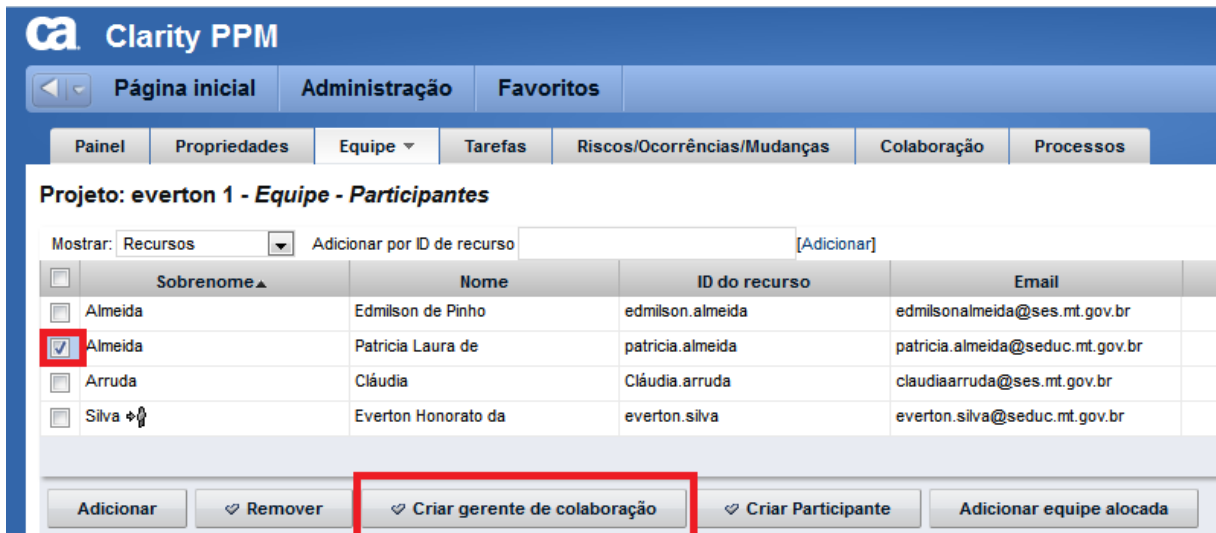 ca Clarity PPM
Página inicial Administração Favoritos
Painel Propriedades Equipe Tarefas Riscos/Ocorrências/Mudanças Colaboração Processos
Projeto: everton 1 - Equipe - Participantes
Mostrar: Recursos Adicionar por ID de recurso [Adicionar]
Sobrenome Nome ID do recurso Email
Almeida Edmilson de Pinho edmilson.almeida edmilsonalmeida@ses.mt.gov.br
Almeida Patricia Laura de patricia.almeida patricia.almeida@seduc.mt.gov.br
Arruda Cláudia Cláudia.arruda claudiaarruda@ses.mt.gov.br
Silva Everton Honorato da everton.silva everton.silva@seduc.mt.gov.br
Adicionar Remover Criar gerente de colaboração Criar Participante Adicionar equipe alocada